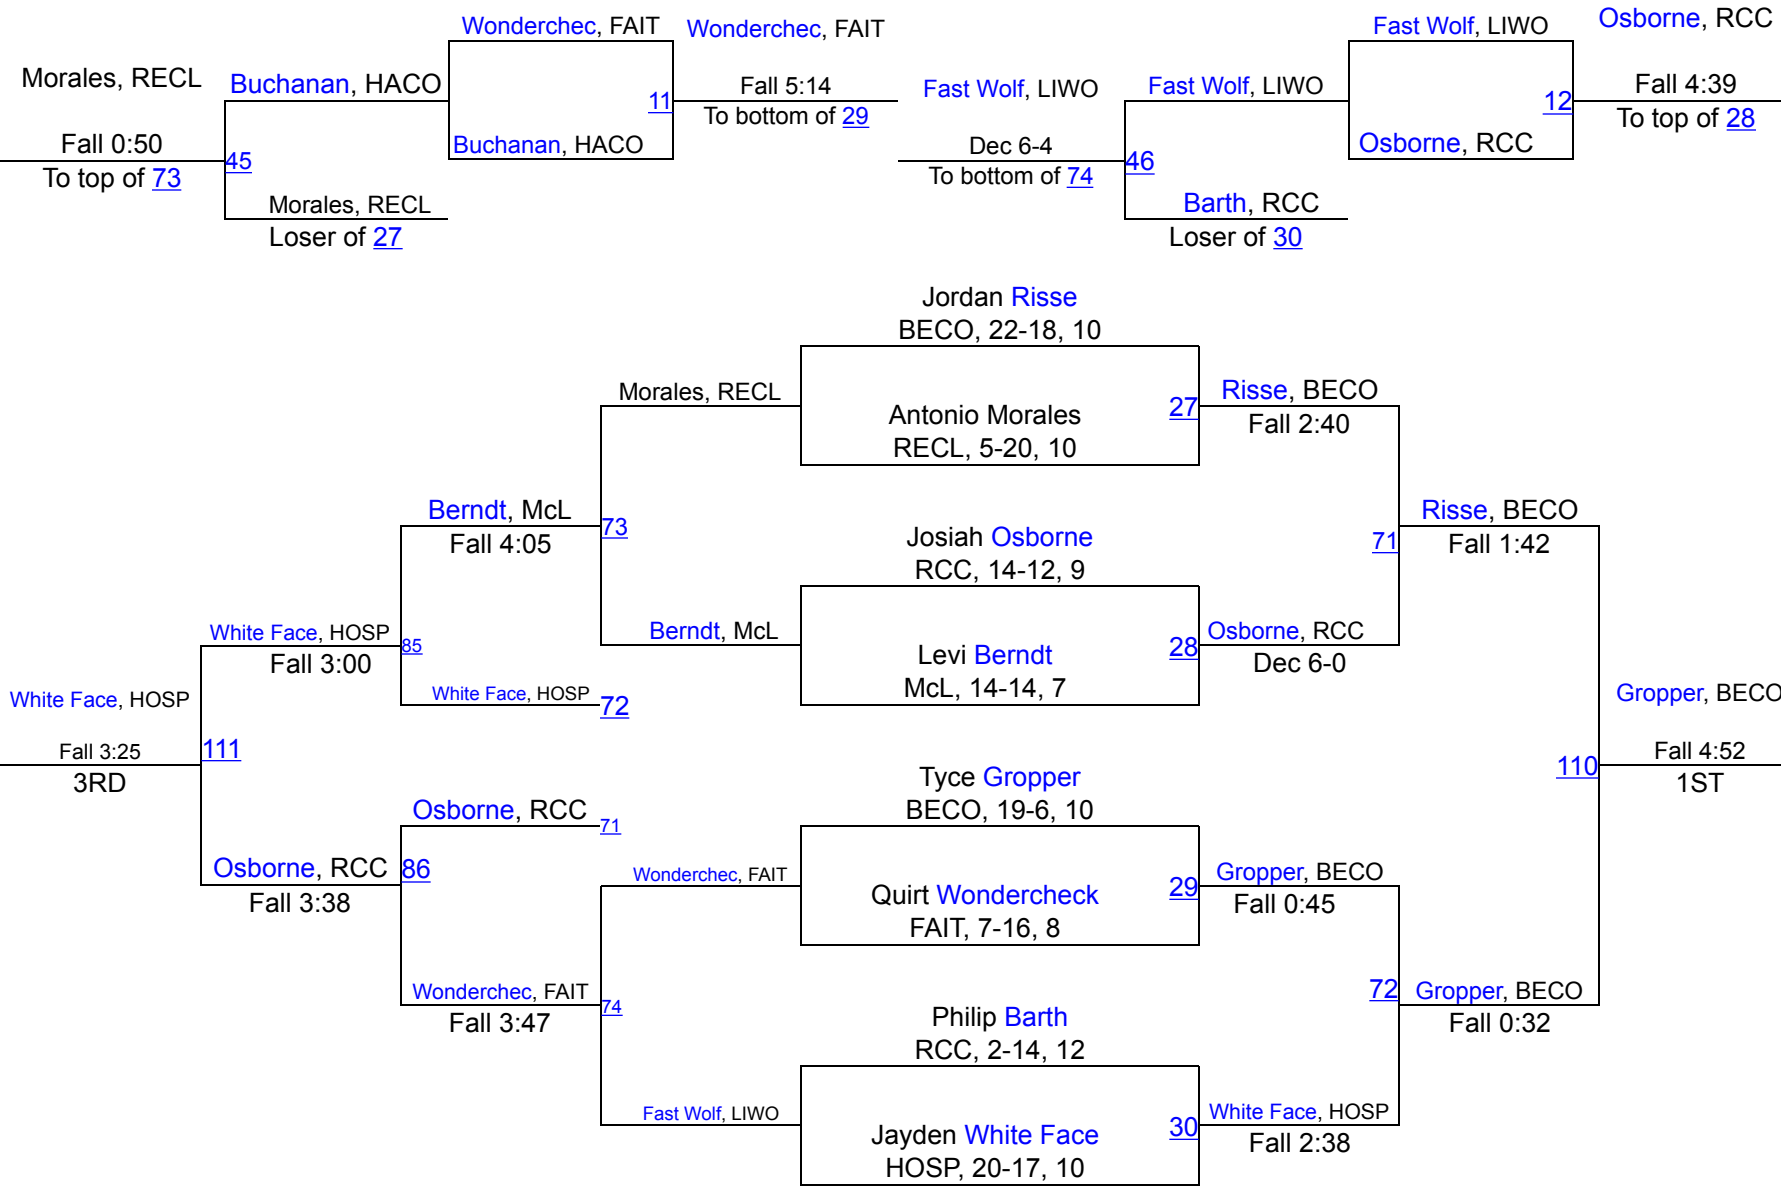 Wonderchec, FAIT
Wonderchec, FAIT
Fast Wolf, LIWO
Osborne, RCC
Morales, RECL
Buchanan, HACO
Fall 5:14
Fast Wolf, LIWO
Fast Wolf, LIWO
Fall 4:39
11
12
To bottom of 29
To top of 28
Fall 0:50
Buchanan, HACO
Dec 6-4
Osborne, RCC
45
46
To top of 73
To bottom of 74
Morales, RECL
Barth, RCC
Loser of 27
Loser of 30
Jordan Risse
BECO, 22-18, 10
Morales, RECL
Risse, BECO
27
Antonio Morales
Fall 2:40
RECL, 5-20, 10
Berndt, McL
Risse, BECO
73
Josiah Osborne
71
Fall 4:05
Fall 1:42
RCC, 14-12, 9
White Face, HOSP
Berndt, McL
Osborne, RCC
85
28
Fall 3:00
Levi Berndt
Dec 6-0
McL, 14-14, 7
White Face, HOSP
White Face, HOSP
72
Gropper, BECO
Fall 3:25
111
110
Fall 4:52
3RD
1ST
Tyce Gropper
BECO, 19-6, 10
Osborne, RCC
71
Osborne, RCC
86
Wonderchec, FAIT
Gropper, BECO
29
Fall 3:38
Quirt Wondercheck
Fall 0:45
FAIT, 7-16, 8
Wonderchec, FAIT
72
Gropper, BECO
74
Fall 3:47
Philip Barth
Fall 0:32
RCC, 2-14, 12
Fast Wolf, LIWO
White Face, HOSP
30
Jayden White Face
Fall 2:38
HOSP, 20-17, 10